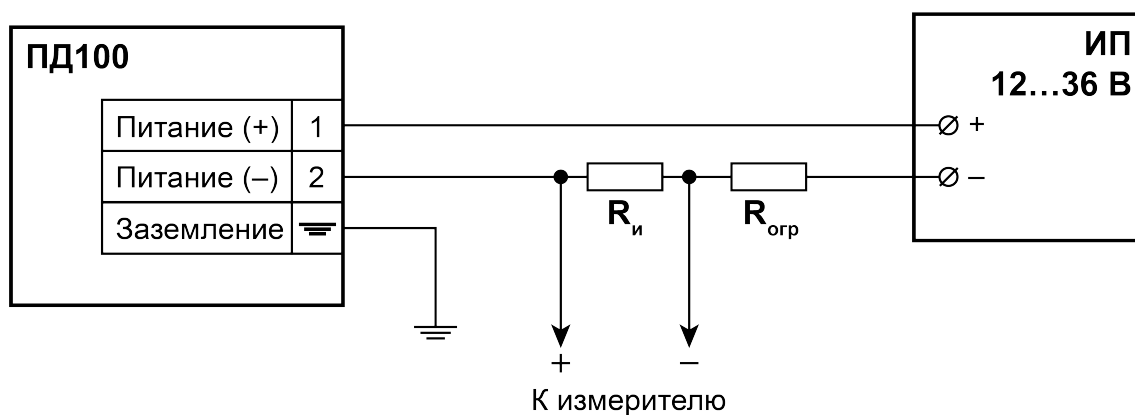 ПД100
ИП
12...36 В
Питание (+) 1
+
Питание (–) 2
–
Заземление
Rи
Rогр
+ –
К измерителю